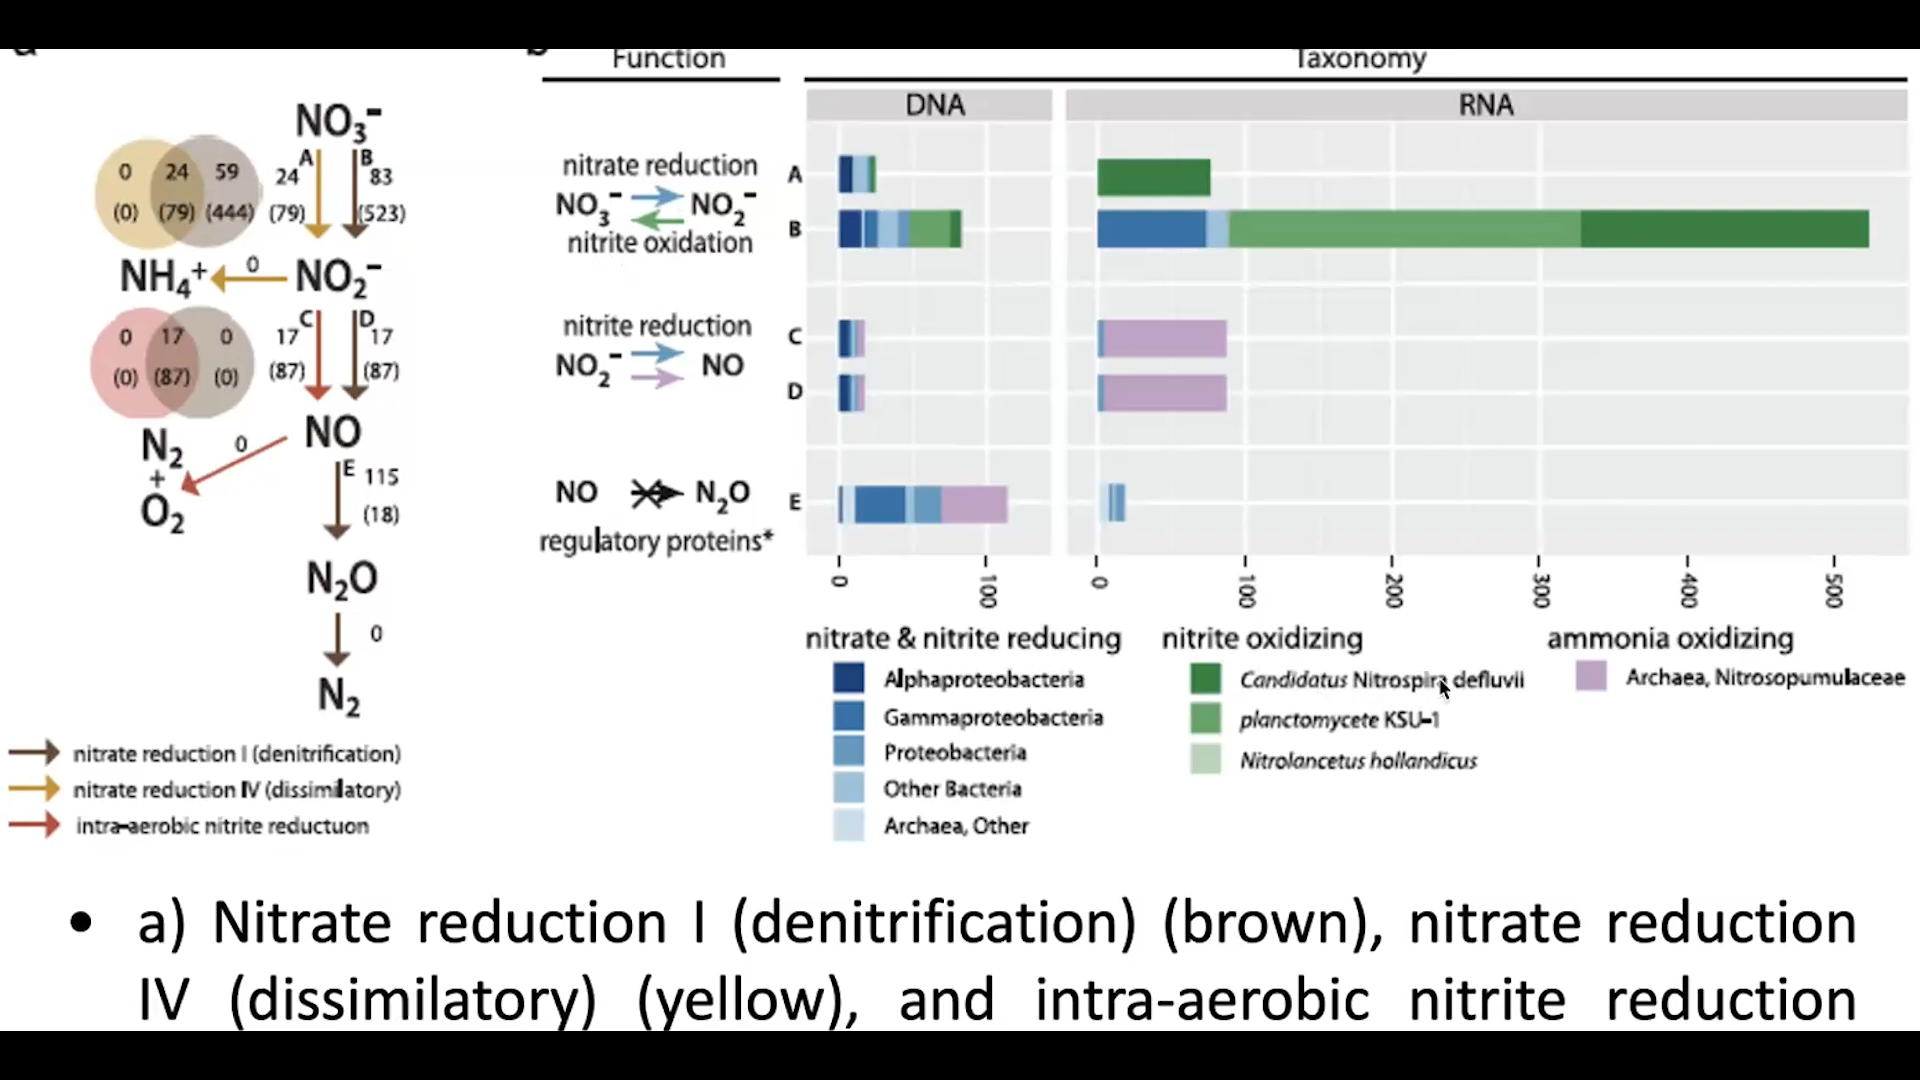 Function
Taxonomy
DNA
RNA
NO3−
0 24 59
(0) (79) (444)
A
B
24
(79)
83
(523)
NH4+
0
NO2−
0 17 0
(0) (87) (0)
C
D
17
(87)
17
(87)
N2
+
O2
0
NO
E
115
(18)
N2O
0
N2
nitrate reduction I (denitrification)
nitrate reduction IV (dissimilatory)
intra-aerobic nitrite reductuon
nitrate reduction
NO3− NO2−
nitrite oxidation
nitrite reduction
NO2− NO
NO N2O
regulatory proteins*
A
B
C
D
E
0 100
0 100 200 300 400 500
nitrate & nitrite reducing
Alphaproteobacteria
Gammaproteobacteria
Proteobacteria
Other Bacteria
Archaea, Other
nitrite oxidizing
Candidatus Nitrospira defluvii
planctomycete KSU-1
Nitrolancetus hollandicus
ammonia oxidizing
Archaea, Nitrosopumulaceae
• a) Nitrate reduction I (denitrification) (brown), nitrate reduction
IV (dissimilatory) (yellow), and intra-aerobic nitrite reduction